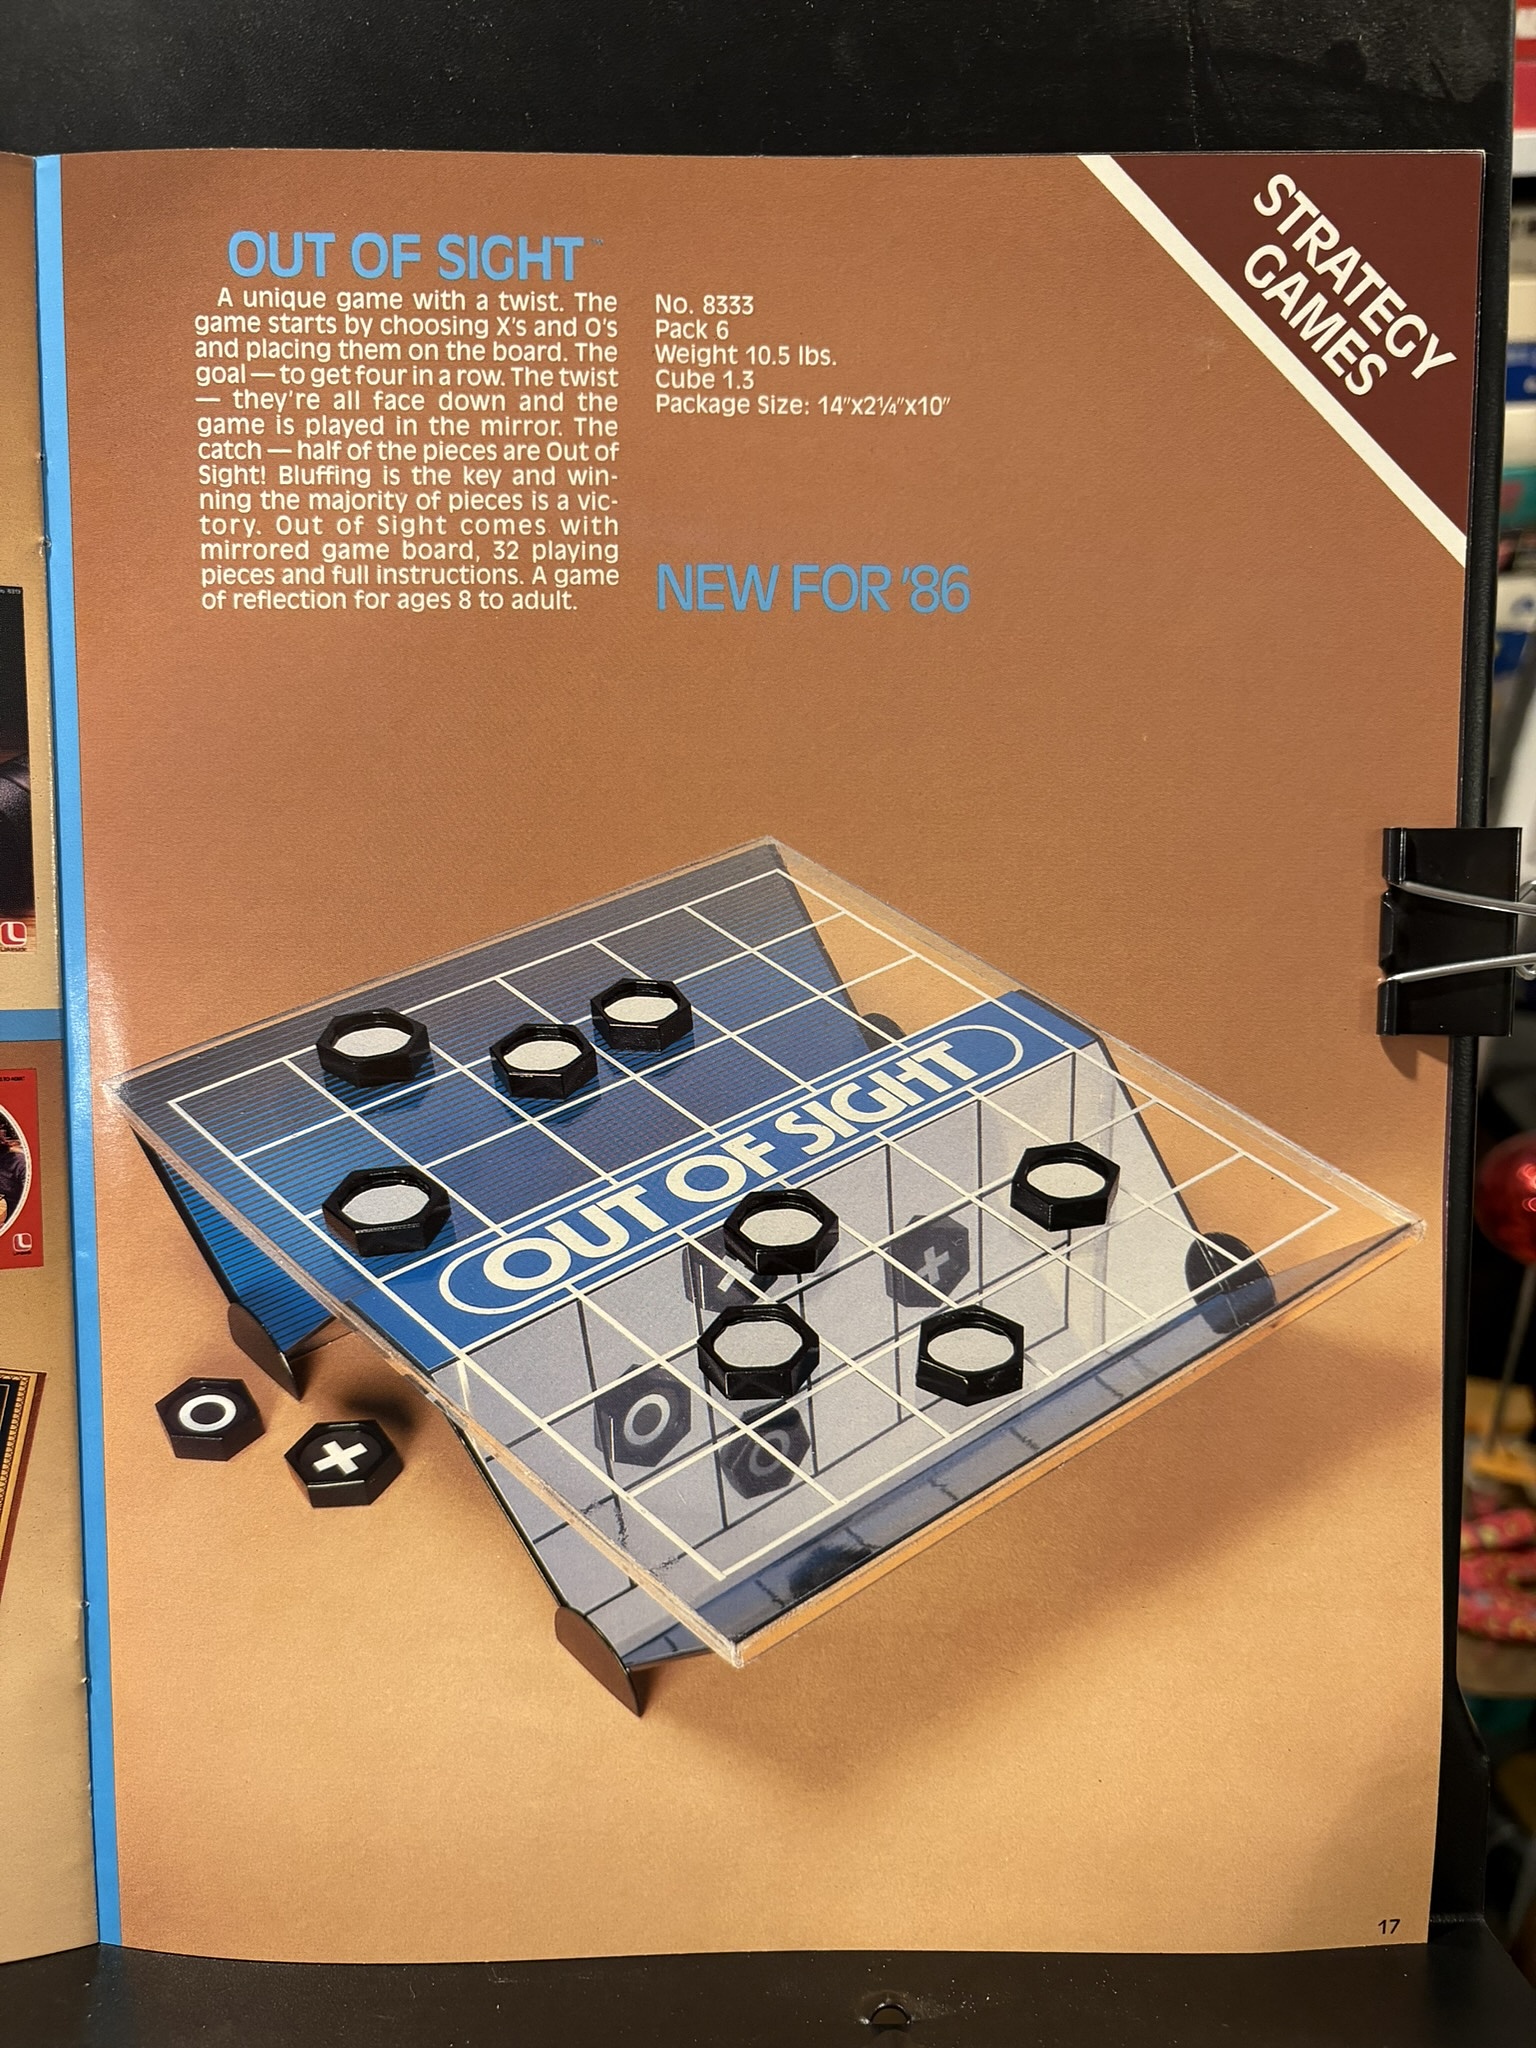 STRATEGY
GAMES
OUT OF SIGHT™
A unique game with a twist. The
game starts by choosing X's and O's
and placing them on the board. The
goal — to get four in a row. The twist
— they're all face down and the
game is played in the mirror. The
catch — half of the pieces are Out of
Sight! Bluffing is the key and win-
ning the majority of pieces is a vic-
tory. Out of Sight comes with
mirrored game board, 32 playing
pieces and full instructions. A game
of reflection for ages 8 to adult.
No. 8333
Pack 6
Weight 10.5 lbs.
Cube 1.3
Package Size: 14"x2¼"x10"
NEW FOR '86
Lakeside
OUT OF SIGHT
O
X
17